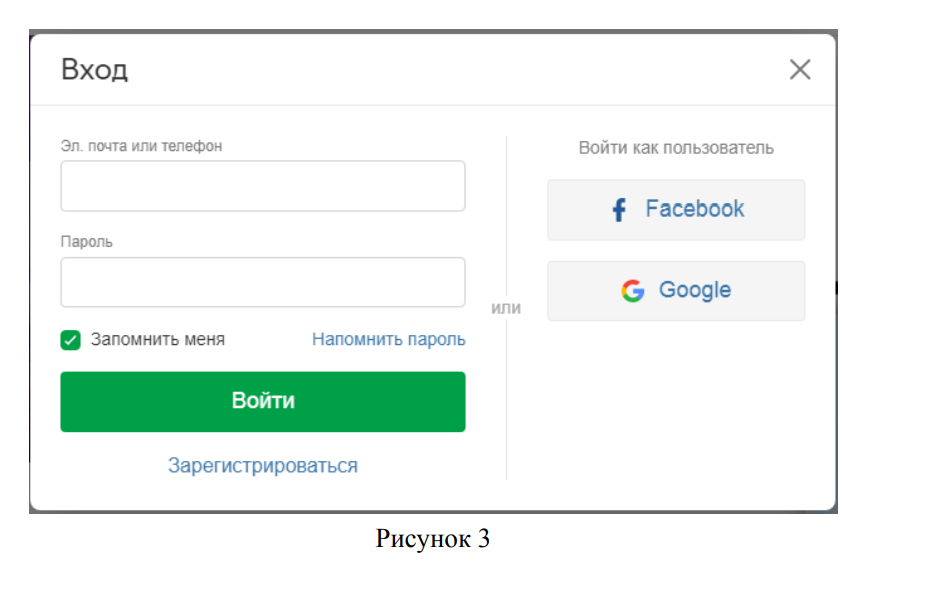 Вход
Эл. почта или телефон
Пароль
Запомнить меня
Напомнить пароль
Войти
Зарегистрироваться
или
Войти как пользователь
Facebook
Google
Рисунок 3